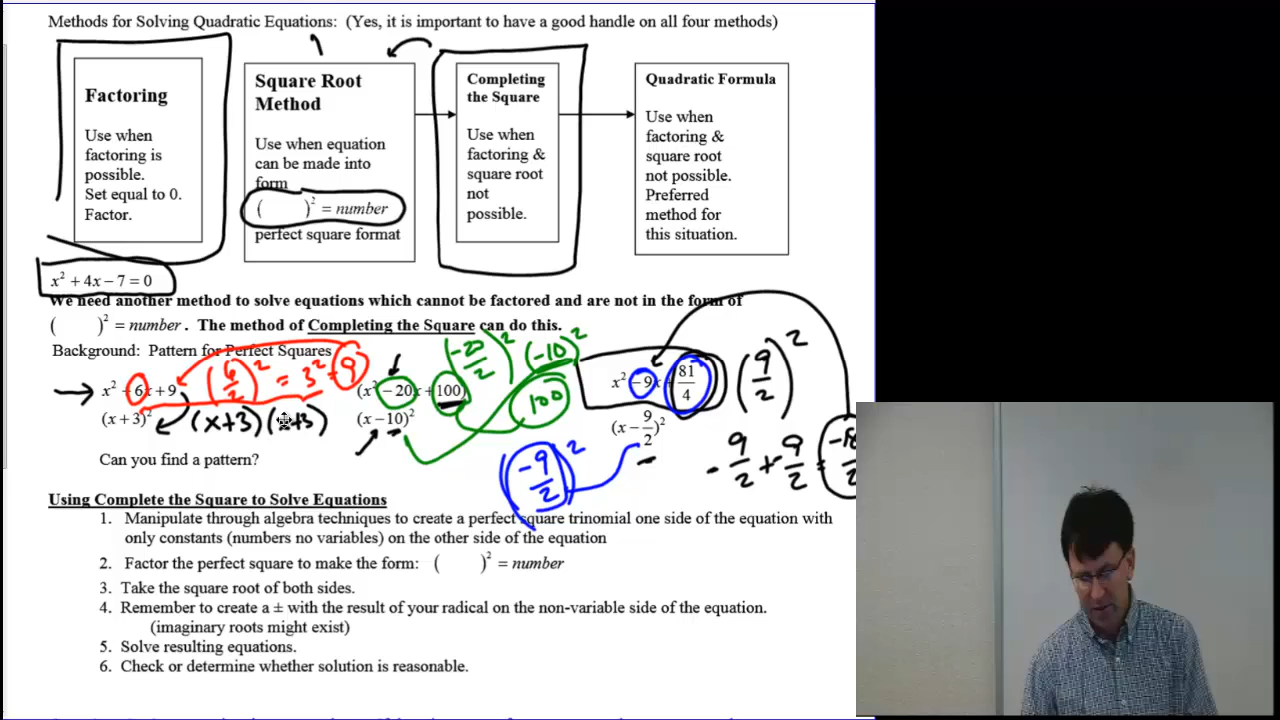 Methods for Solving Quadratic Equations: (Yes, it is important to have a good handle on all four methods)
Factoring
Use when
factoring is
possible.
Set equal to 0.
Factor.
Square Root
Method
Use when equation
can be made into
form
( )² = number
perfect square format
Completing
the Square
Use when
factoring &
square root
not
possible.
Quadratic Formula
Use when
factoring &
square root
not possible.
Preferred
method for
this situation.
x² + 4x − 7 = 0
We need another method to solve equations which cannot be factored and are not in the form of
( )² = number. The method of Completing the Square can do this.
Background: Pattern for Perfect Squares
x² + 6x + 9
(6/2)² = 3² = 9
(x² − 20x + 100)
(-20/2)² (-10)²
100
x² − 9x + 81/4
(9/2)²
(x + 3)²
(x+3)(x+3)
(x − 10)²
(x − 9/2)²
(-9/2)²
-9/2 + -9/2 =
Can you find a pattern?
Using Complete the Square to Solve Equations
1. Manipulate through algebra techniques to create a perfect square trinomial one side of the equation with
only constants (numbers no variables) on the other side of the equation
2. Factor the perfect square to make the form: ( )² = number
3. Take the square root of both sides.
4. Remember to create a ± with the result of your radical on the non-variable side of the equation.
(imaginary roots might exist)
5. Solve resulting equations.
6. Check or determine whether solution is reasonable.